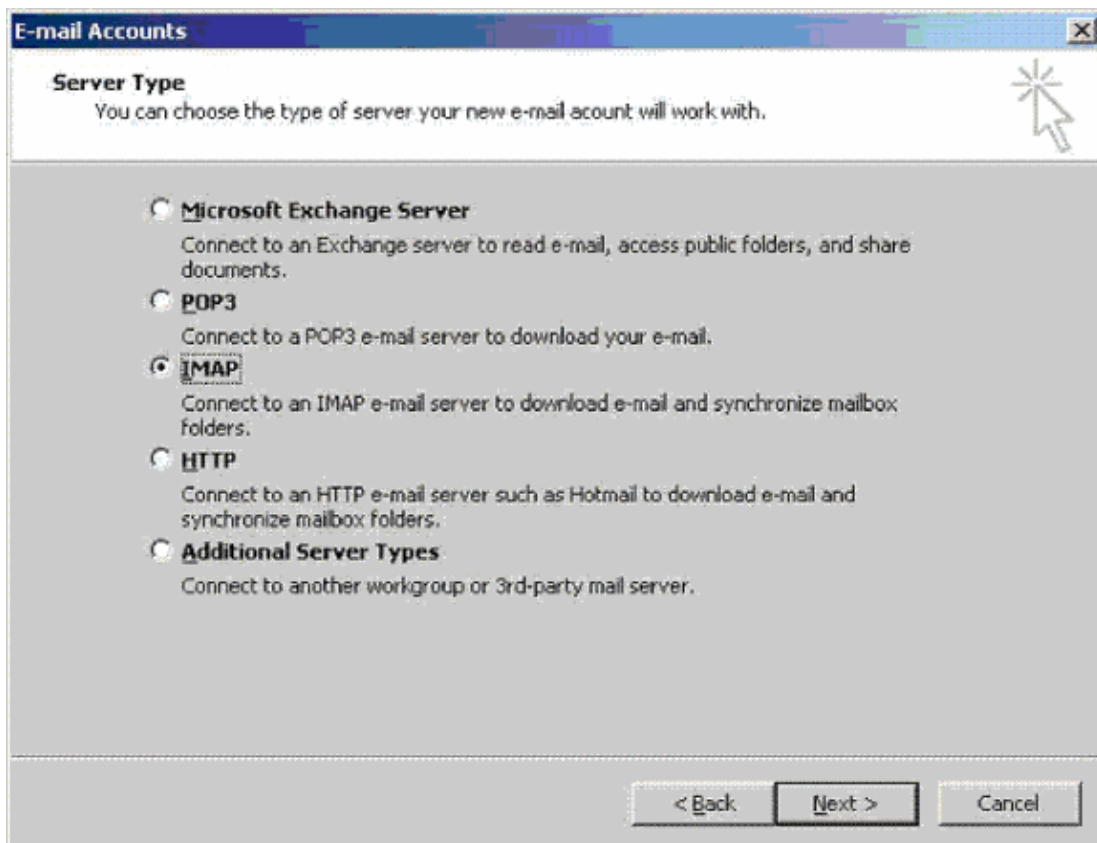 E-mail Accounts
Server Type
You can choose the type of server your new e-mail acount will work with.
Microsoft Exchange Server
Connect to an Exchange server to read e-mail, access public folders, and share
documents.
POP3
Connect to a POP3 e-mail server to download your e-mail.
IMAP
Connect to an IMAP e-mail server to download e-mail and synchronize mailbox
folders.
HTTP
Connect to an HTTP e-mail server such as Hotmail to download e-mail and
synchronize mailbox folders.
Additional Server Types
Connect to another workgroup or 3rd-party mail server.
< Back Next > Cancel